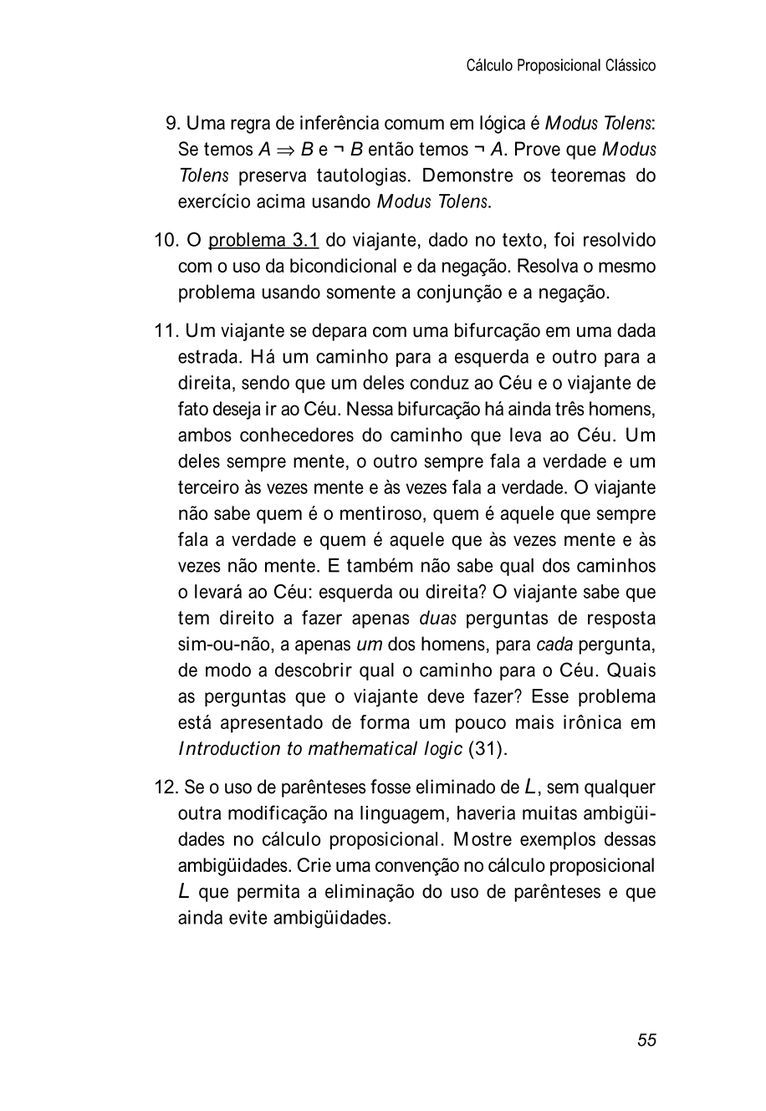 Cálculo Proposicional Clássico
9. Uma regra de inferência comum em lógica é Modus Tolens:
Se temos A ⇒ B e ¬ B então temos ¬ A. Prove que Modus
Tolens preserva tautologias. Demonstre os teoremas do
exercício acima usando Modus Tolens.
10. O problema 3.1 do viajante, dado no texto, foi resolvido
com o uso da bicondicional e da negação. Resolva o mesmo
problema usando somente a conjunção e a negação.
11. Um viajante se depara com uma bifurcação em uma dada
estrada. Há um caminho para a esquerda e outro para a
direita, sendo que um deles conduz ao Céu e o viajante de
fato deseja ir ao Céu. Nessa bifurcação há ainda três homens,
ambos conhecedores do caminho que leva ao Céu. Um
deles sempre mente, o outro sempre fala a verdade e um
terceiro às vezes mente e às vezes fala a verdade. O viajante
não sabe quem é o mentiroso, quem é aquele que sempre
fala a verdade e quem é aquele que às vezes mente e às
vezes não mente. E também não sabe qual dos caminhos
o levará ao Céu: esquerda ou direita? O viajante sabe que
tem direito a fazer apenas duas perguntas de resposta
sim-ou-não, a apenas um dos homens, para cada pergunta,
de modo a descobrir qual o caminho para o Céu. Quais
as perguntas que o viajante deve fazer? Esse problema
está apresentado de forma um pouco mais irônica em
Introduction to mathematical logic (31).
12. Se o uso de parênteses fosse eliminado de L, sem qualquer
outra modificação na linguagem, haveria muitas ambigüi-
dades no cálculo proposicional. Mostre exemplos dessas
ambigüidades. Crie uma convenção no cálculo proposicional
L que permita a eliminação do uso de parênteses e que
ainda evite ambigüidades.
55